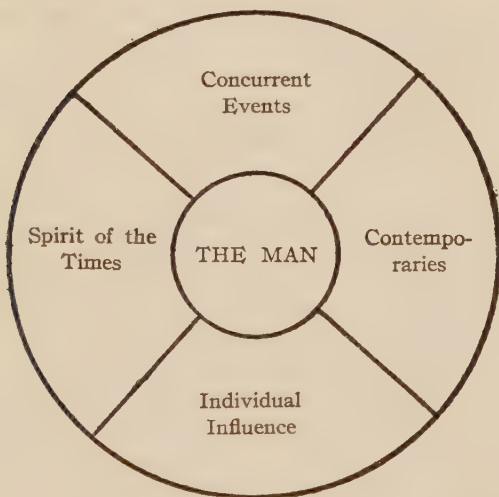 Concurrent
Events
Spirit of the
Times
THE MAN
Contempo-
raries
Individual
Influence